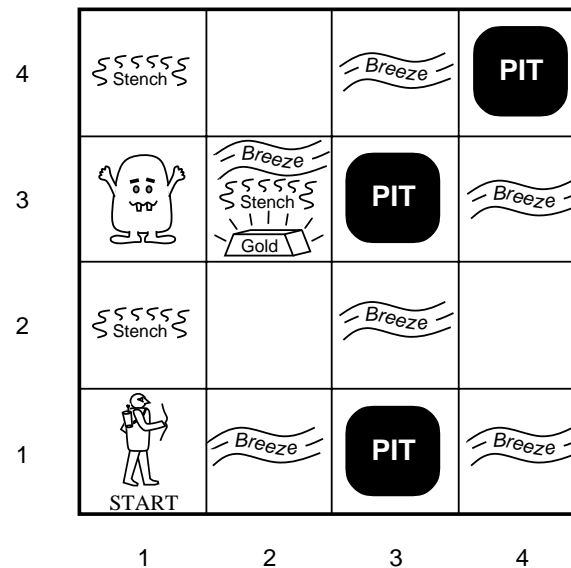 4
Stench
Breeze
PIT
3
Breeze
Stench
Gold
PIT
Breeze
2
Stench
Breeze
1
START
Breeze
PIT
Breeze
1 2 3 4